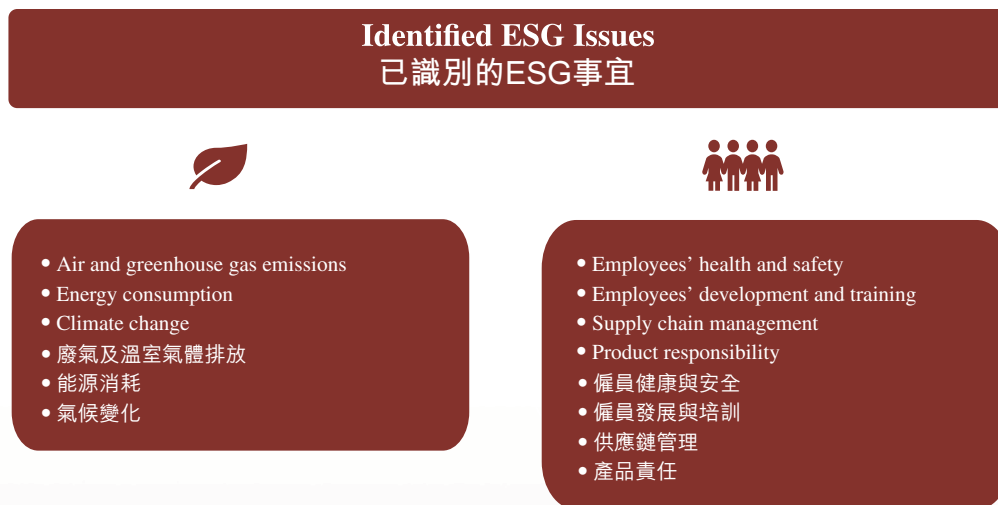 Identified ESG Issues
已識別的ESG事宜
• Air and greenhouse gas emissions
• Energy consumption
• Climate change
• 廢氣及溫室氣體排放
• 能源消耗
• 氣候變化
• Employees’ health and safety
• Employees’ development and training
• Supply chain management
• Product responsibility
• 僱員健康與安全
• 僱員發展與培訓
• 供應鏈管理
• 產品責任